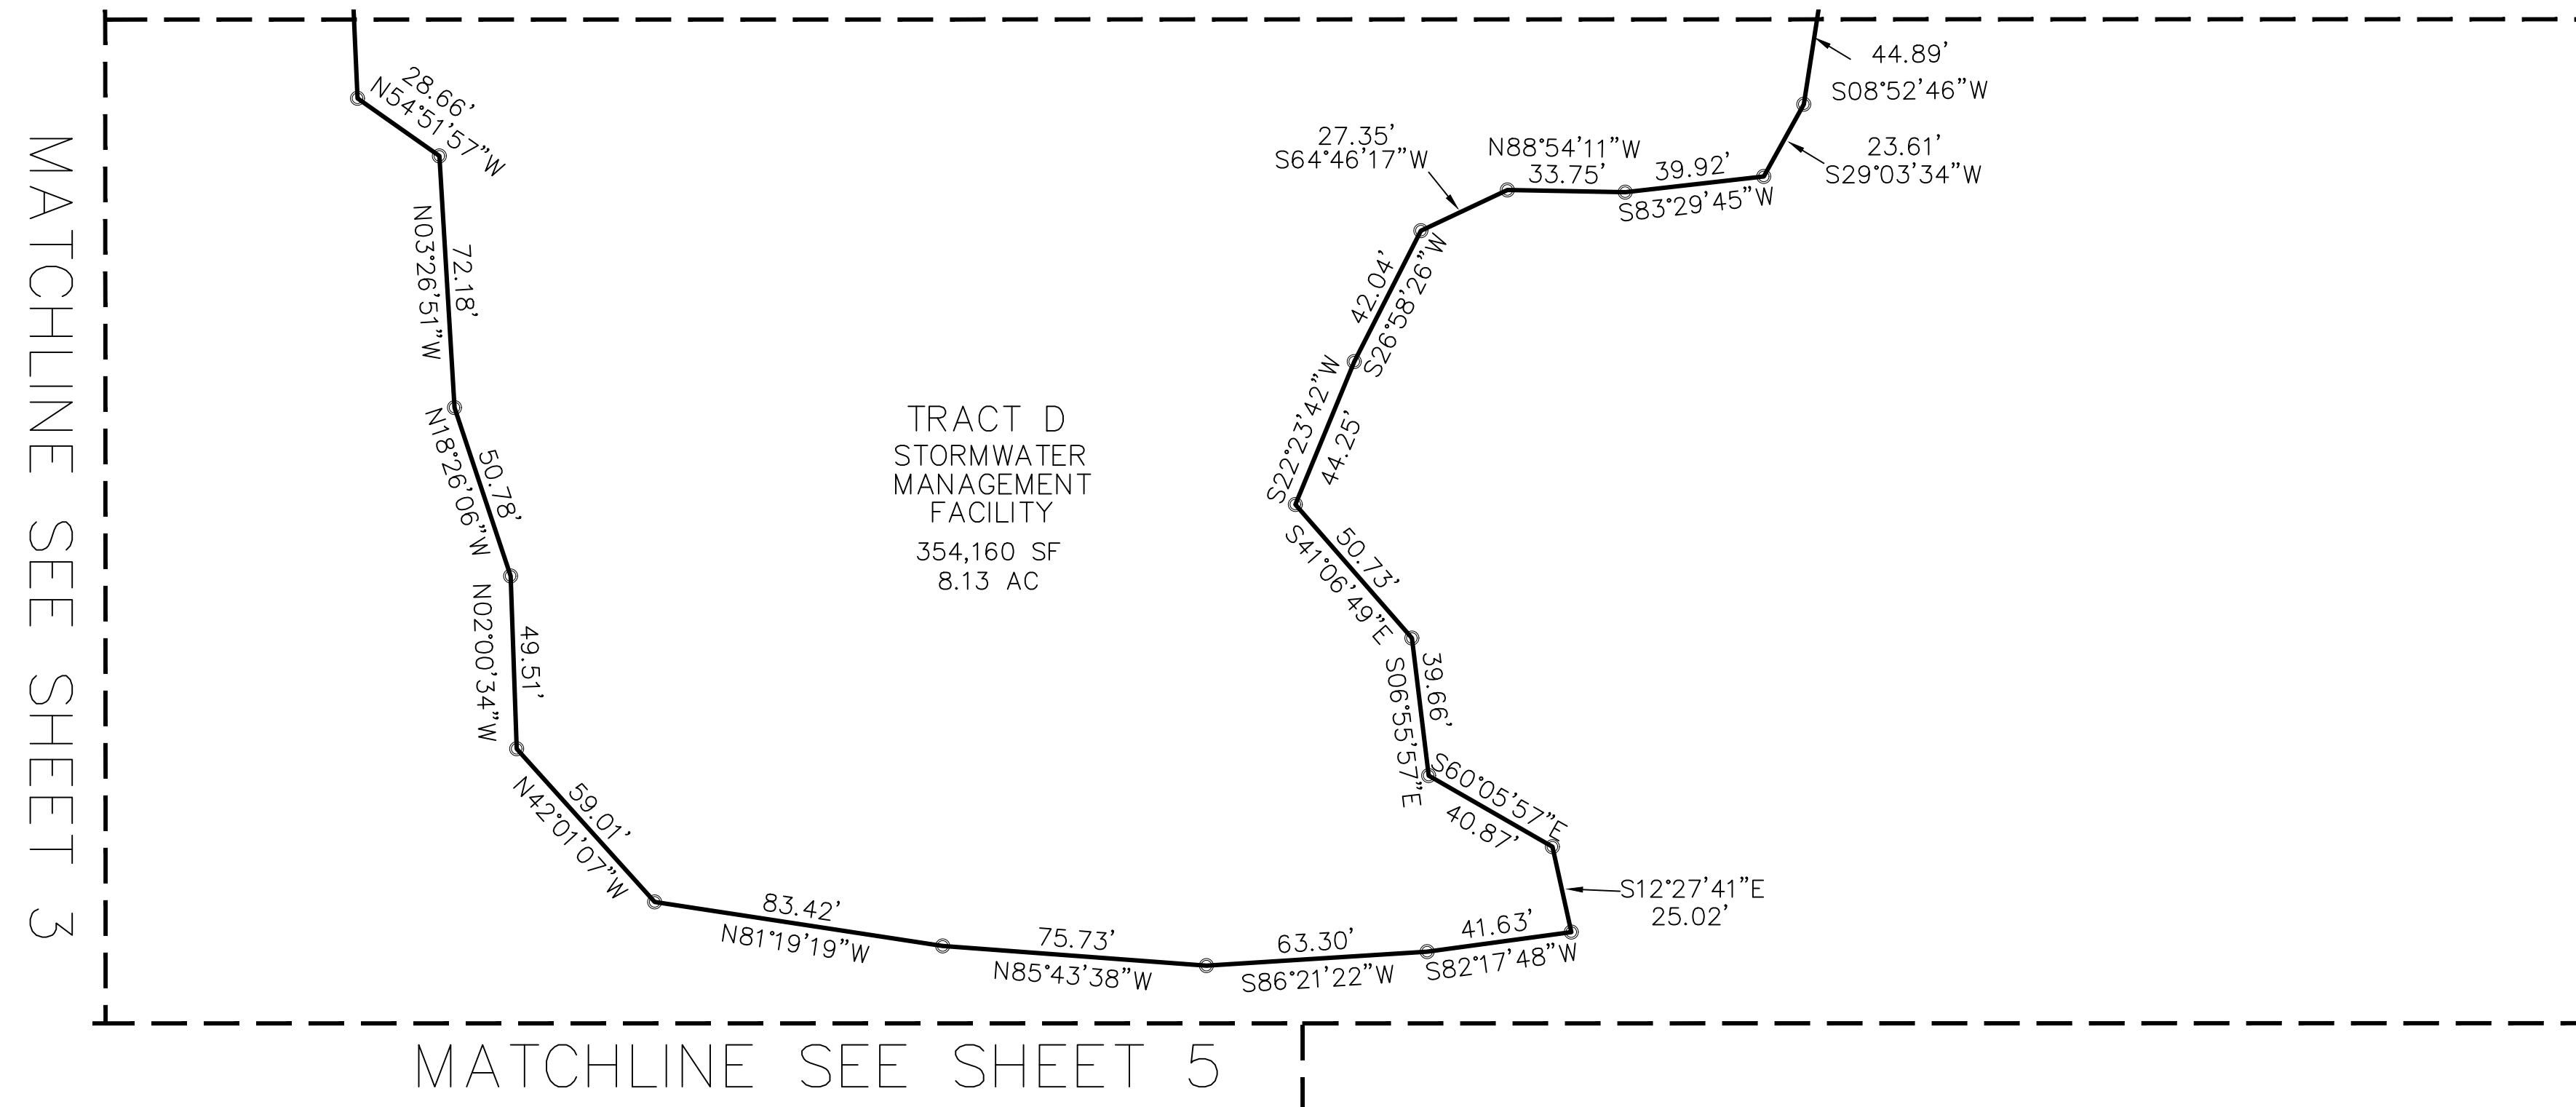 44.89'
S08°52'46"W
28.66'
N54°51'57"W
27.35'
S64°46'17"W
N88°54'11"W
33.75'
39.92'
S83°29'45"W
23.61'
S29°03'34"W
MATCHLINE SEE SHEET 3
72.18'
N03°26'51"W
42.04'
S26°58'26"W
S22°23'42"W
44.25'
TRACT D
STORMWATER
MANAGEMENT
FACILITY
354,160 SF
8.13 AC
50.78'
N18°26'06"W
50.73'
S41°06'49"E
49.51'
N02°00'34"W
39.66'
S06°55'57"E
59.01'
N42°01'07"W
S60°05'57"E
40.87'
S12°27'41"E
25.02'
83.42'
N81°19'19"W
75.73'
N85°43'38"W
63.30'
S86°21'22"W
41.63'
S82°17'48"W
MATCHLINE SEE SHEET 5